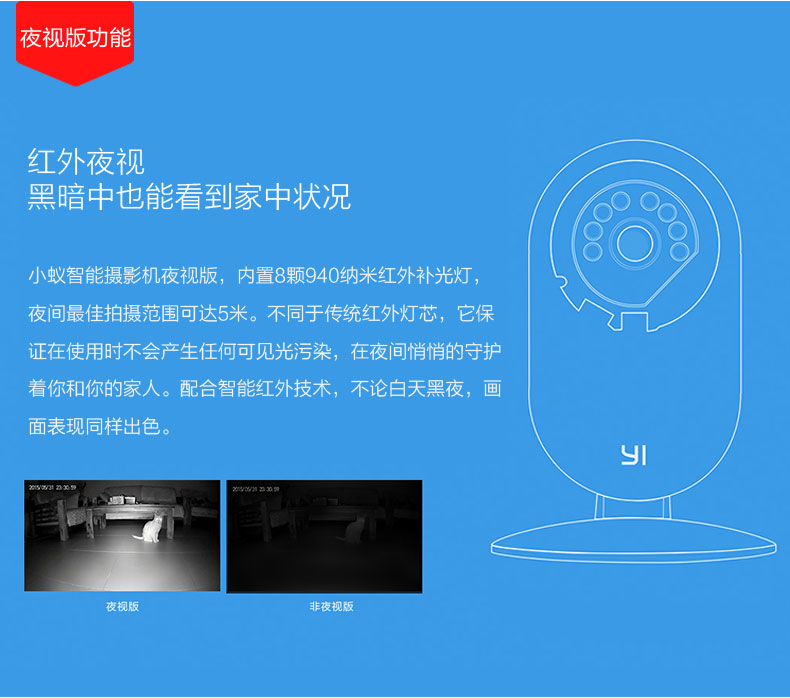 夜视版功能
红外夜视
黑暗中也能看到家中状况
小蚁智能摄影机夜视版，内置8颗940纳米红外补光灯，
夜间最佳拍摄范围可达5米。不同于传统红外灯芯，它保
证在使用时不会产生任何可见光污染，在夜间悄悄的守护
着你和你的家人。配合智能红外技术，不论白天黑夜，画
面表现同样出色。
YI
2015/05/31 23:30:59
2015/05/31 23:30:59
夜视版
非夜视版